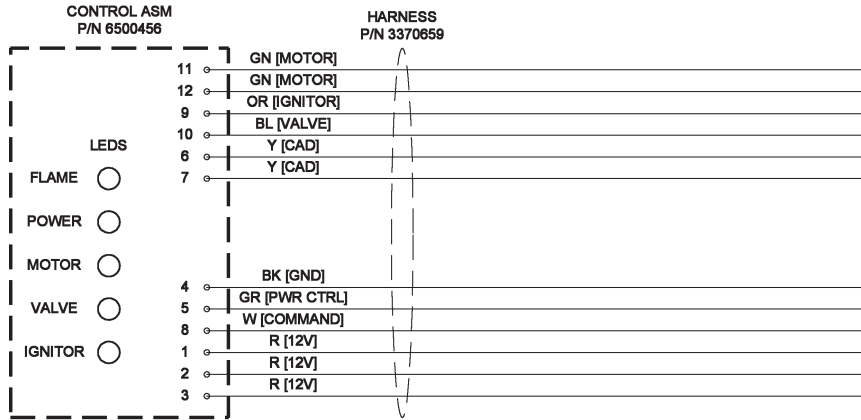 CONTROL ASM
P/N 6500456
HARNESS
P/N 3370659
11 GN [MOTOR]
12 GN [MOTOR]
9 OR [IGNITOR]
10 BL [VALVE]
6 Y [CAD]
7 Y [CAD]
LEDS
FLAME
POWER
MOTOR
VALVE
IGNITOR
4 BK [GND]
5 GR [PWR CTRL]
8 W [COMMAND]
1 R [12V]
2 R [12V]
3 R [12V]